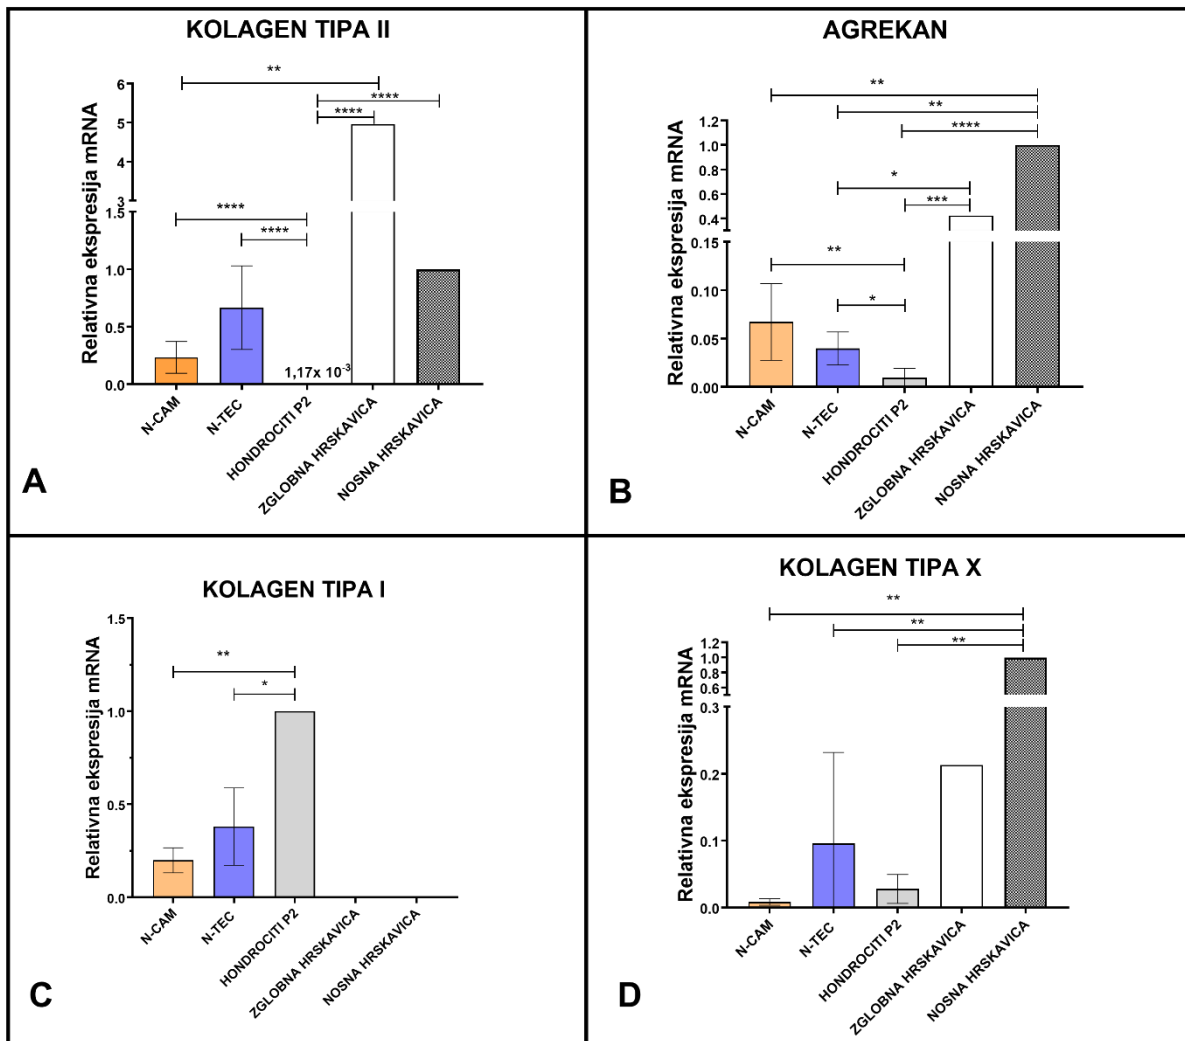 KOLAGEN TIPA II
Relativna ekspresija mRNA
6
5
4
3
1.5
1.0
0.5
0.0
**
****
****
****
****
1,17x 10-3
N-CAM
N-TEC
HONDROCITI P2
ZGLOBNA HRSKAVICA
NOSNA HRSKAVICA
A
AGREKAN
Relativna ekspresija mRNA
1.2
1.0
0.8
0.6
0.4
0.15
0.10
0.05
0.00
**
**
****
*
***
**
*
N-CAM
N-TEC
HONDROCITI P2
ZGLOBNA HRSKAVICA
NOSNA HRSKAVICA
B
KOLAGEN TIPA I
Relativna ekspresija mRNA
1.5
1.0
0.5
0.0
**
*
N-CAM
N-TEC
HONDROCITI P2
ZGLOBNA HRSKAVICA
NOSNA HRSKAVICA
C
KOLAGEN TIPA X
Relativna ekspresija mRNA
1.2
1.0
0.8
0.6
0.3
0.2
0.1
0.0
**
**
**
N-CAM
N-TEC
HONDROCITI P2
ZGLOBNA HRSKAVICA
NOSNA HRSKAVICA
D